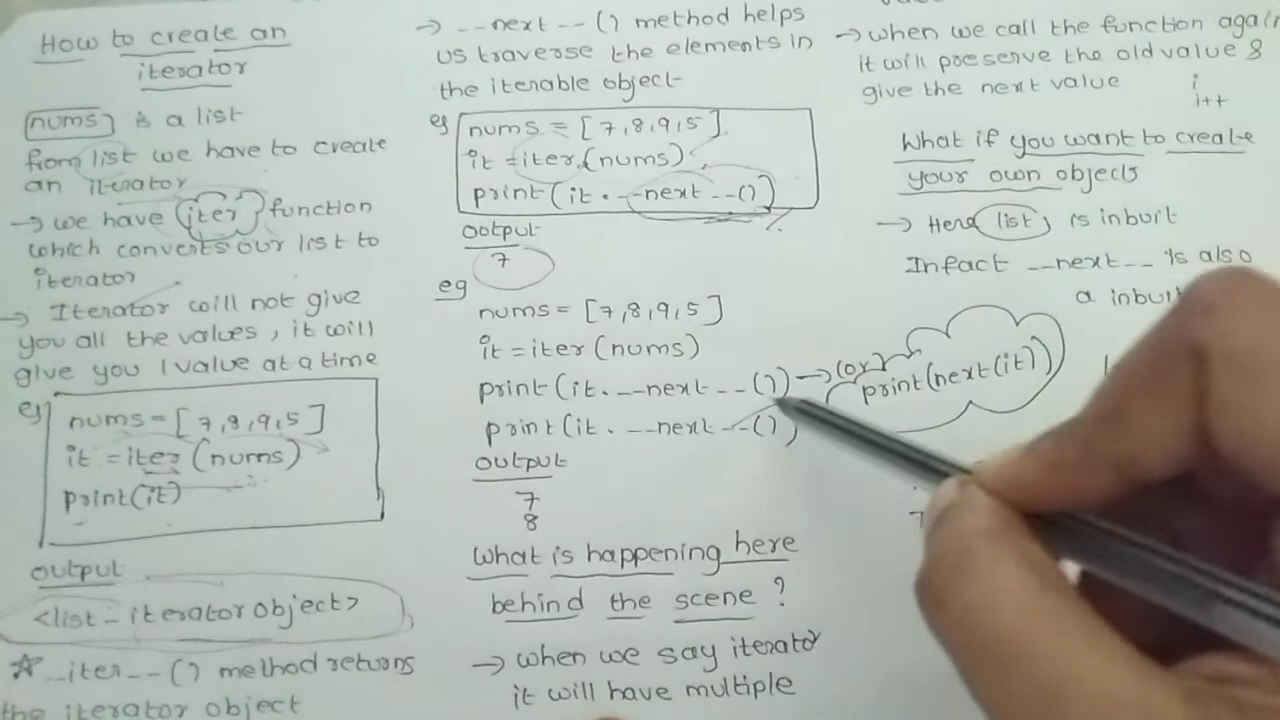 How to create an
iterator
nums is a list
from list we have to create
an iterator
→ we have iter function
which converts our list to
iterator
→ Iterator will not give
you all the values, it will
give you 1 value at a time
eg
nums = [7,8,9,5]
it = iter(nums)
print(it)
output
<list-iterator object>
☆ __iter__() method returns
the iterator object
→ __next__() method helps
us traverse the elements in
the iterable object
eg
nums = [7,8,9,5]
it = iter(nums)
print(it.__next__())
output
7
eg
nums = [7,8,9,5]
it = iter(nums)
print(it.__next__()) → (or) print(next(it))
print(it.__next__())
output
7
8
What is happening here
behind the scene ?
→ when we say iterator
it will have multiple
→ when we call the function again
it will preserve the old value &
give the next value
i
i++
What if you want to create
your own objects
→ Here list is inbuilt
Infact __next__ is also
a